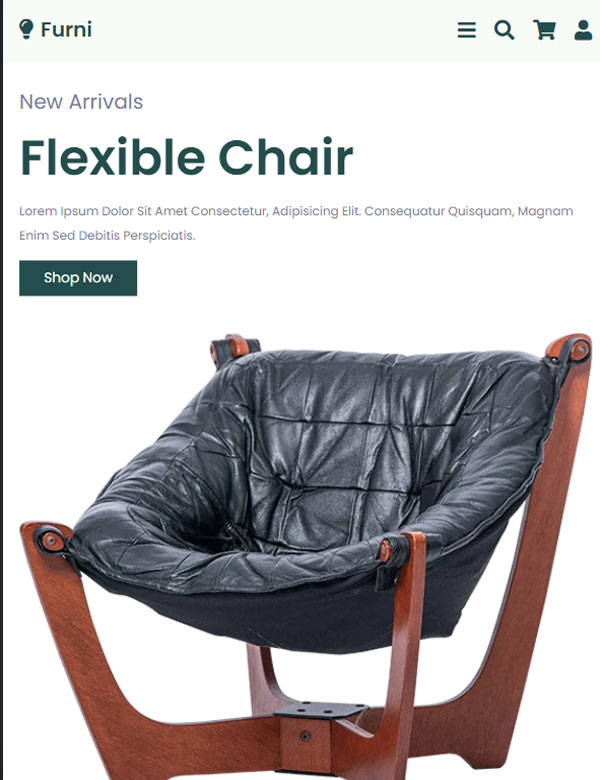 Furni
New Arrivals
Flexible Chair
Lorem Ipsum Dolor Sit Amet Consectetur, Adipisicing Elit. Consequatur Quisquam, Magnam
Enim Sed Debitis Perspiciatis.
Shop Now